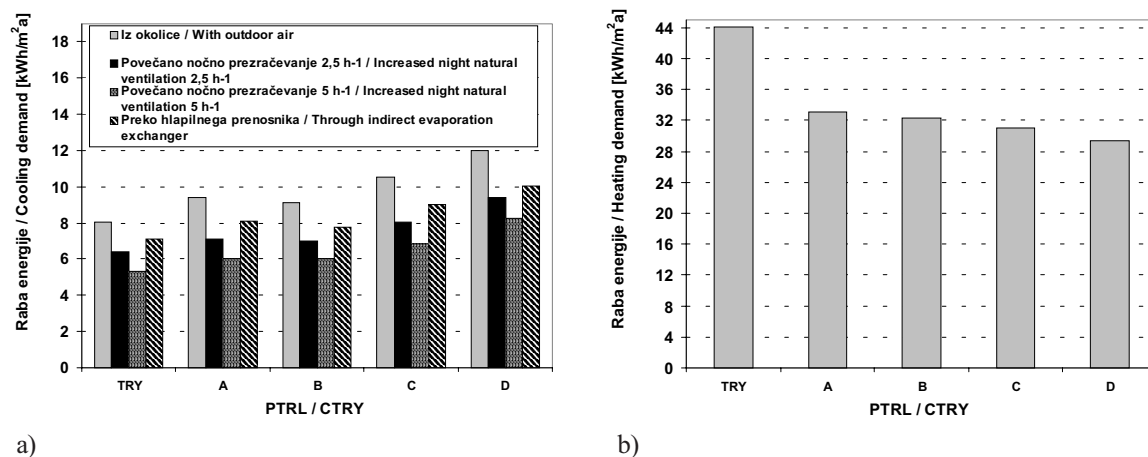 Raba energije / Cooling demand [kWh/m²a]
18
16
14
12
10
8
6
4
2
0
Iz okolice / With outdoor air
Povečano nočno prezračevanje 2,5 h-1 / Increased night natural
ventilation 2,5 h-1
Povečano nočno prezračevanje 5 h-1 / Increased night natural
ventilation 5 h-1
Preko hlapilnega prenosnika / Through indirect evaporation
exchanger
TRY A B C D
PTRL / CTRY
a)
Raba energije / Heating demand [kWh/m²a]
44
40
36
32
28
24
20
16
12
8
4
0
TRY A B C D
PTRL / CTRY
b)